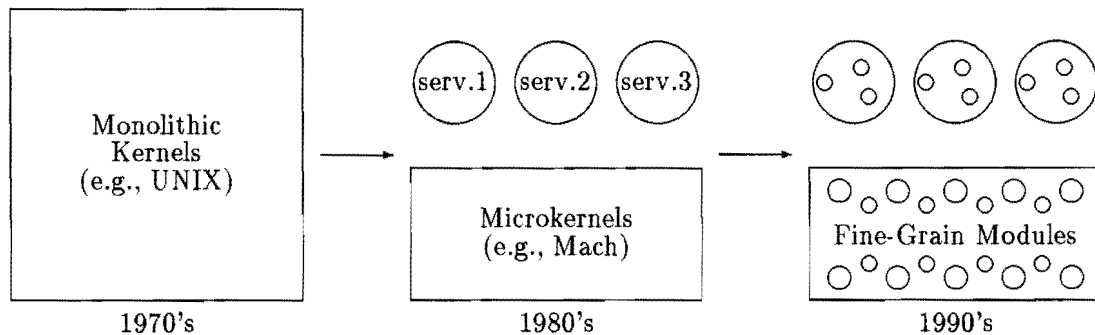 Monolithic
Kernels
(e.g., UNIX)
1970's
serv.1 serv.2 serv.3
Microkernels
(e.g., Mach)
1980's
Fine-Grain Modules
1990's